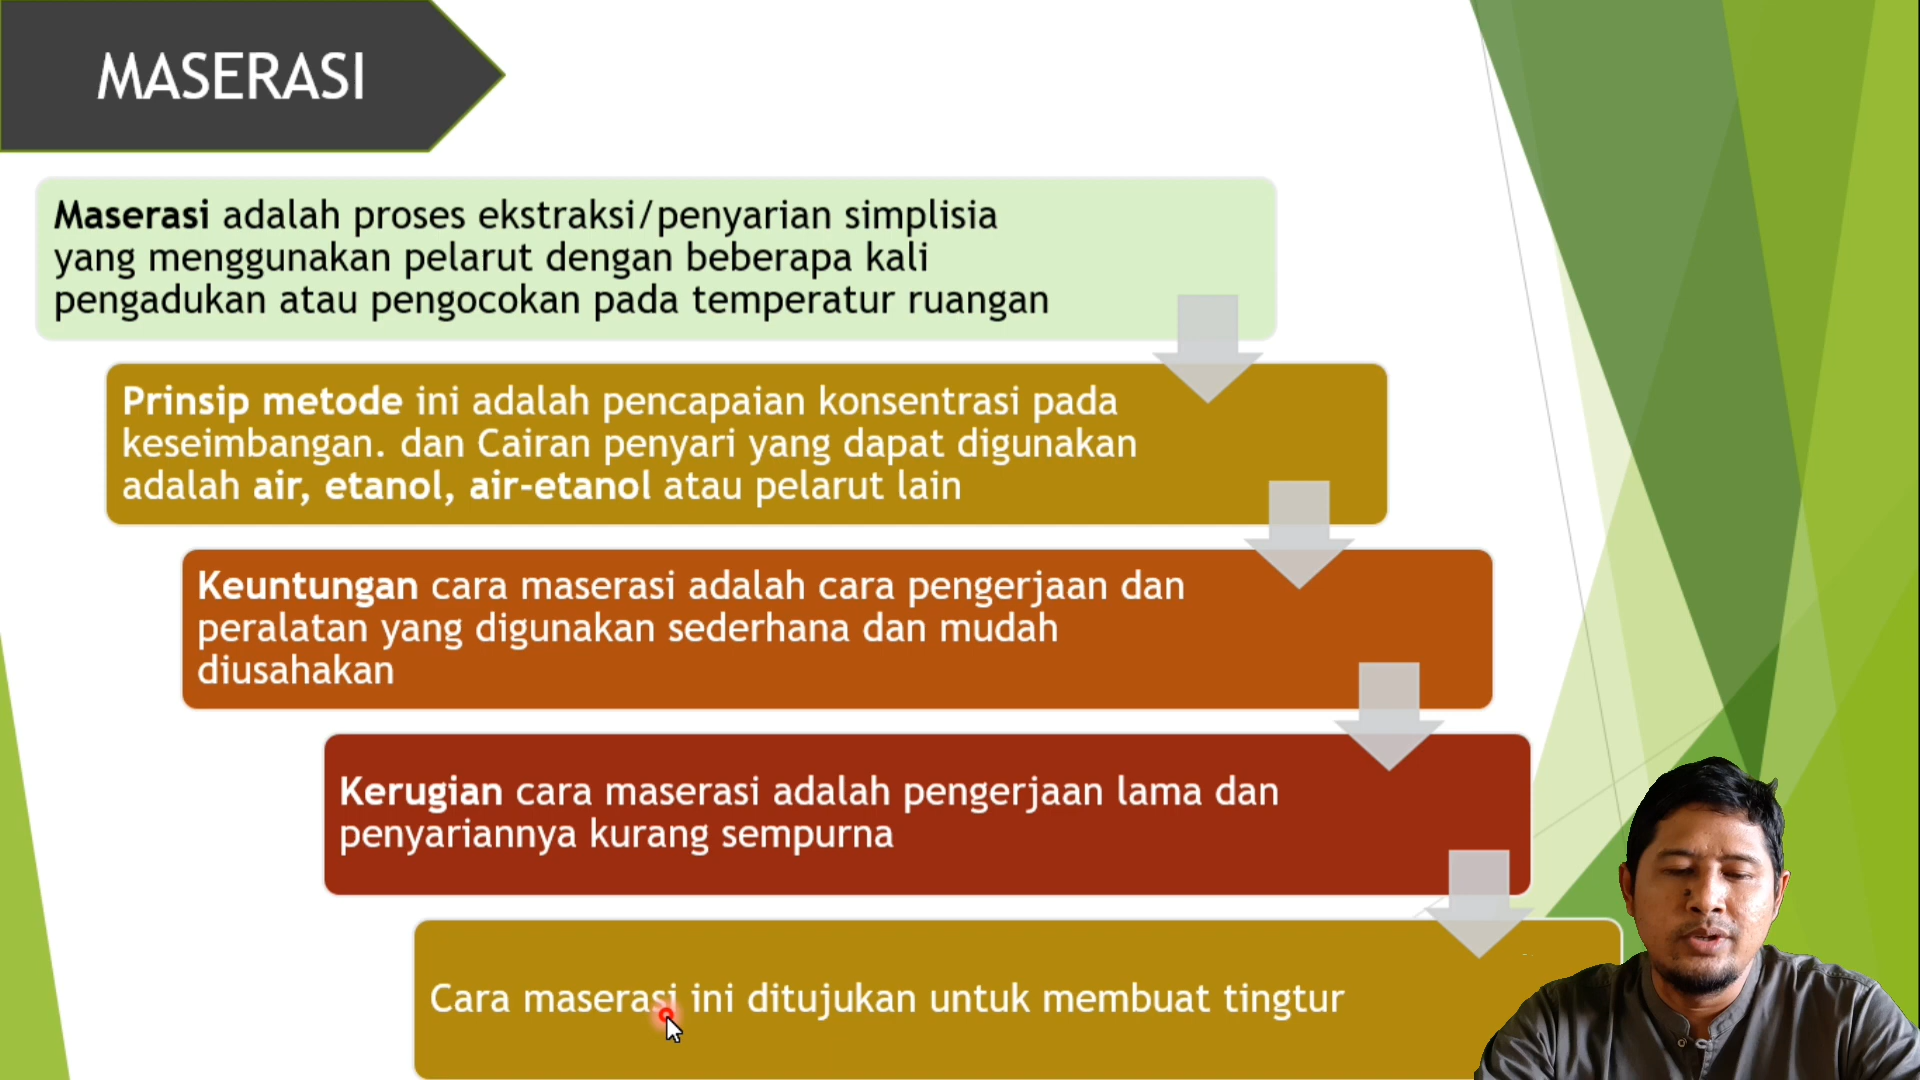 MASERASI
Maserasi adalah proses ekstraksi/penyarian simplisia
yang menggunakan pelarut dengan beberapa kali
pengadukan atau pengocokan pada temperatur ruangan
Prinsip metode ini adalah pencapaian konsentrasi pada
keseimbangan. dan Cairan penyari yang dapat digunakan
adalah air, etanol, air-etanol atau pelarut lain
Keuntungan cara maserasi adalah cara pengerjaan dan
peralatan yang digunakan sederhana dan mudah
diusahakan
Kerugian cara maserasi adalah pengerjaan lama dan
penyariannya kurang sempurna
Cara maserasi ini ditujukan untuk membuat tingtur